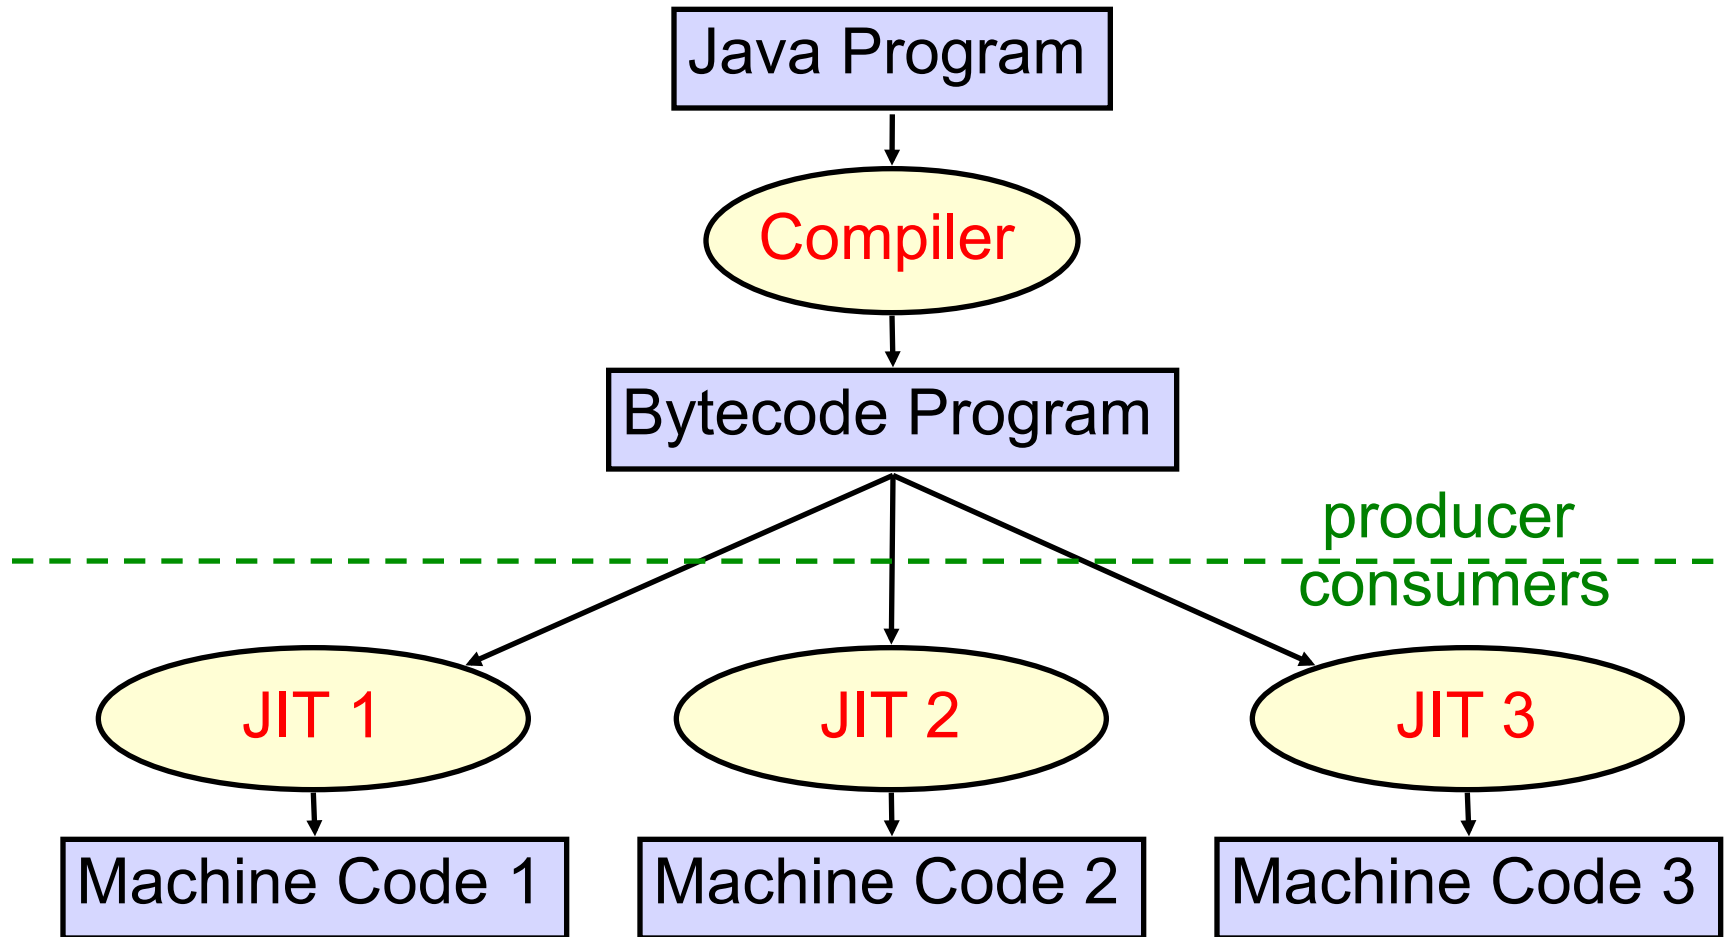 Java Program
Compiler
Bytecode Program
producer
consumers
JIT 1
JIT 2
JIT 3
Machine Code 1
Machine Code 2
Machine Code 3